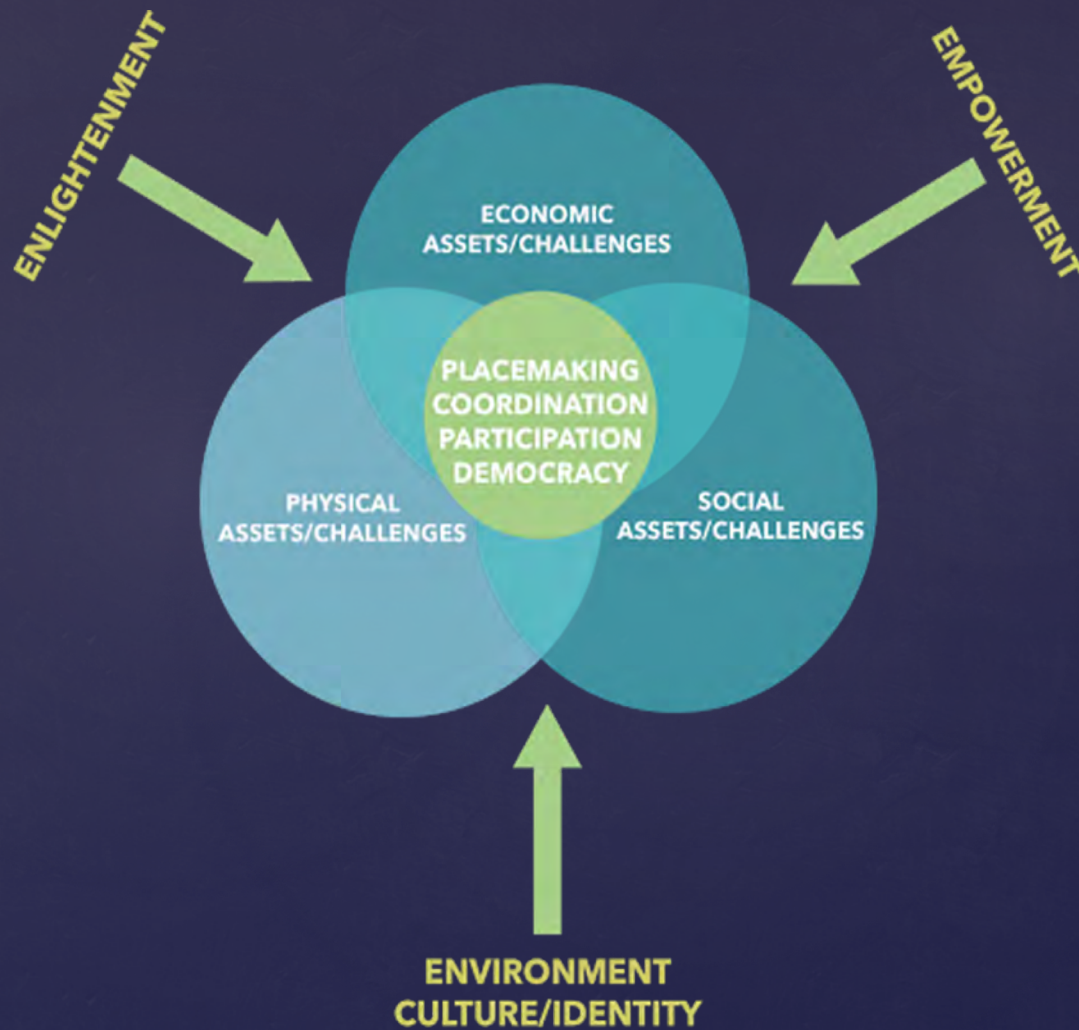 ENLIGHTENMENT
EMPOWERMENT
ECONOMIC
ASSETS/CHALLENGES
PLACEMAKING
COORDINATION
PARTICIPATION
DEMOCRACY
PHYSICAL
ASSETS/CHALLENGES
SOCIAL
ASSETS/CHALLENGES
ENVIRONMENT
CULTURE/IDENTITY